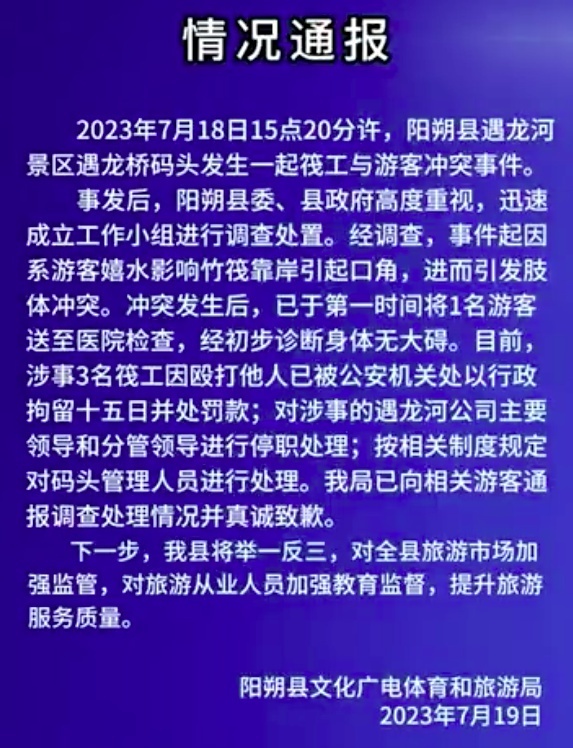 情况通报
2023年7月18日15点20分许，阳朔县遇龙河
景区遇龙桥码头发生一起筏工与游客冲突事件。
事发后，阳朔县委、县政府高度重视，迅速
成立工作小组进行调查处置。经调查，事件起因
系游客嬉水影响竹筏靠岸引起口角，进而引发肢
体冲突。冲突发生后，已于第一时间将1名游客
送至医院检查，经初步诊断身体无大碍。目前，
涉事3名筏工因殴打他人已被公安机关处以行政
拘留十五日并处罚款；对涉事的遇龙河公司主要
领导和分管领导进行停职处理；按相关制度规定
对码头管理人员进行处理。我局已向相关游客通
报调查处理情况并真诚致歉。
下一步，我县将举一反三，对全县旅游市场加
强监管，对旅游从业人员加强教育监督，提升旅游
服务质量。
阳朔县文化广电体育和旅游局
2023年7月19日